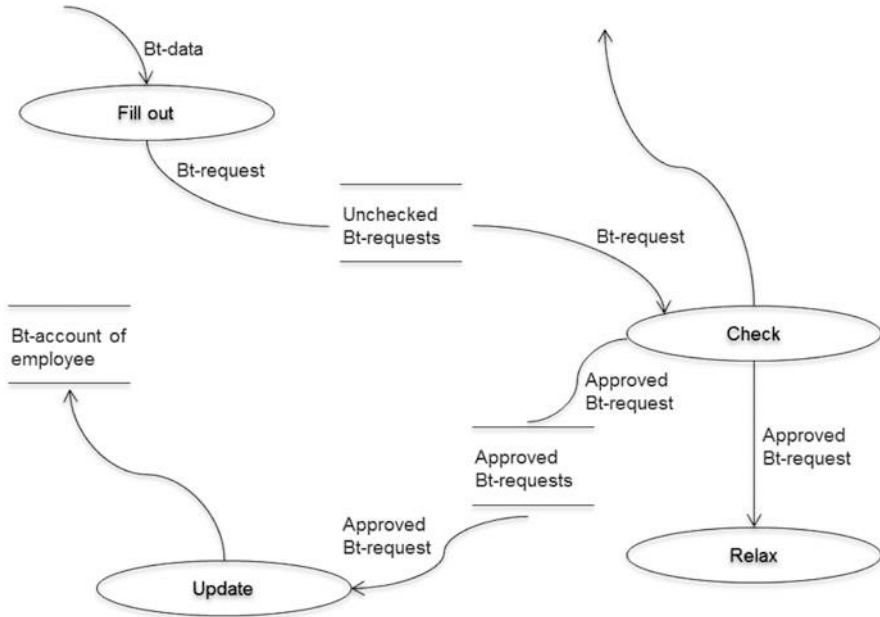 Bt-data
Fill out
Bt-request
Unchecked
Bt-requests
Bt-request
Bt-account of
employee
Check
Approved
Bt-request
Approved
Bt-request
Approved
Bt-requests
Approved
Bt-request
Relax
Update